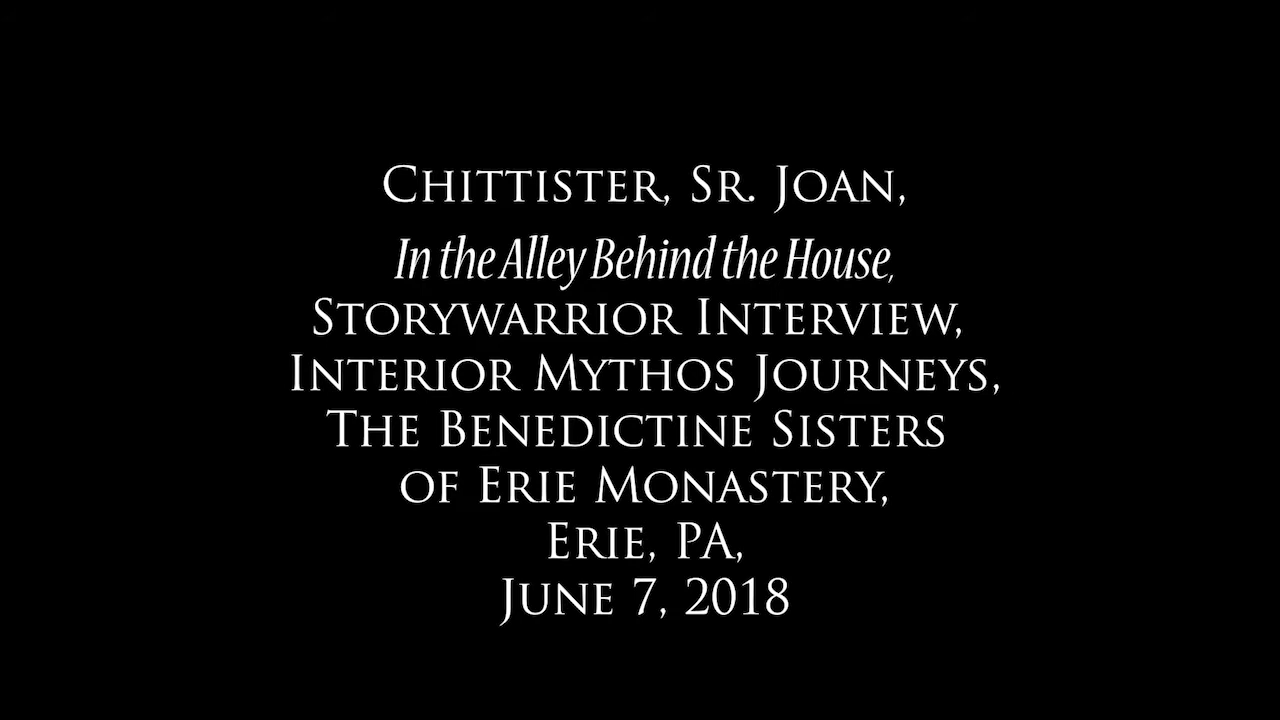 Chittister, Sr. Joan,
In the Alley Behind the House,
Storywarrior Interview,
Interior Mythos Journeys,
The Benedictine Sisters
of Erie Monastery,
Erie, PA,
June 7, 2018